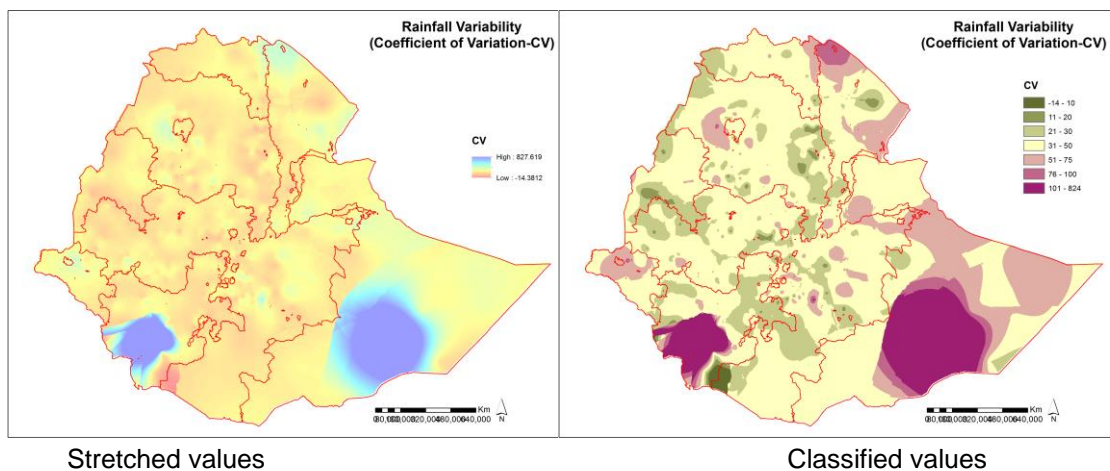 Rainfall Variability
(Coefficient of Variation-CV)
CV
High : 827.619
Low : -14.3812
Km
N
Stretched values
Rainfall Variability
(Coefficient of Variation-CV)
CV
-14 - 10
11 - 20
21 - 30
31 - 50
51 - 75
76 - 100
101 - 824
Km
N
Classified values